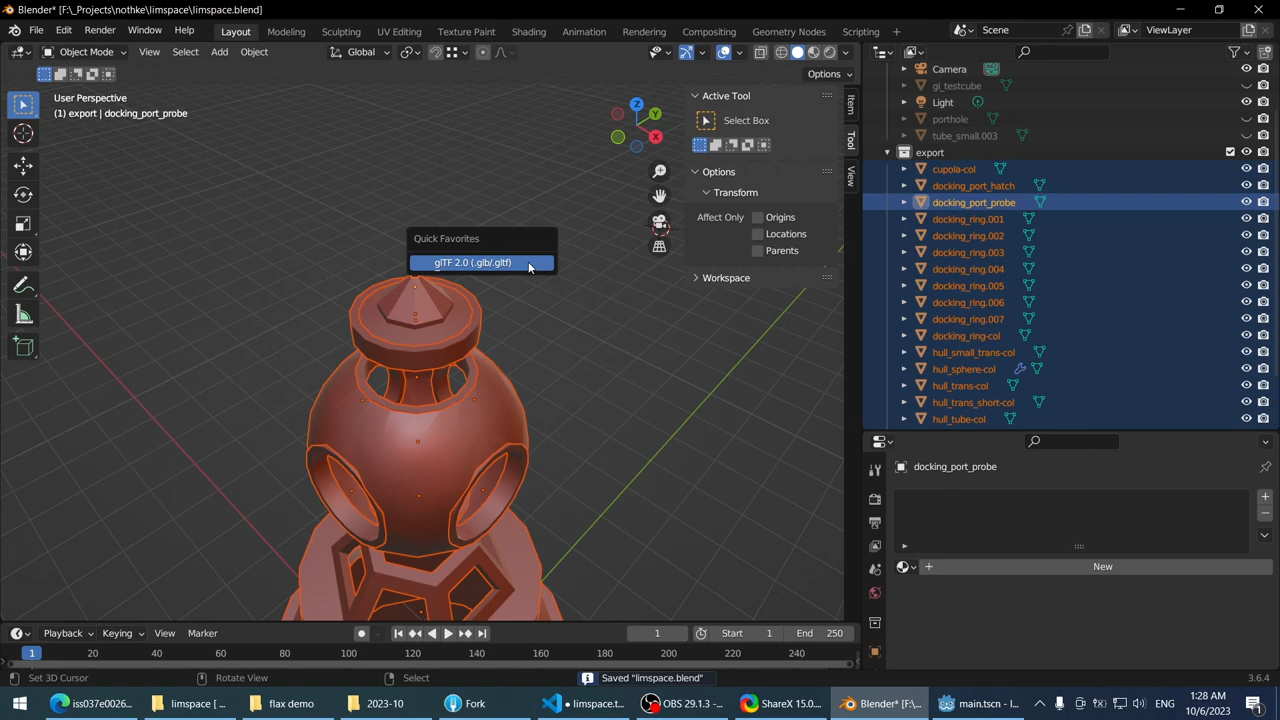 Blender* [F:\_Projects\nothke\limspace\limspace.blend]
File Edit Render Window Help Layout Modeling Sculpting UV Editing Texture Paint Shading Animation Rendering Compositing Geometry Nodes Scripting + Scene ViewLayer
Object Mode View Select Add Object Global
Options
User Perspective
(1) export | docking_port_probe
Z
Y
X
Active Tool
Select Box
Options
Transform
Affect Only Origins
Locations
Parents
Workspace
Item
Tool
View
Quick Favorites
glTF 2.0 (.glb/.gltf)
Camera
gi_testcube
Light
porthole
tube_small.003
export
cupola-col
docking_port_hatch
docking_port_probe
docking_ring.001
docking_ring.002
docking_ring.003
docking_ring.004
docking_ring.005
docking_ring.006
docking_ring.007
docking_ring-col
hull_small_trans-col
hull_sphere-col
hull_trans-col
hull_trans_short-col
hull_tube-col
docking_port_probe
New
Playback Keying View Marker 1 Start 1 End 250
1 20 40 60 80 100 120 140 160 180 200 220 240
Set 3D Cursor Rotate View Select Saved "limspace.blend" 3.6.4
iss037e0026... limspace [ ... flax demo 2023-10 Fork • limspace.t... OBS 29.1.3 -... ShareX 15.0.... Blender* [F:\... main.tscn - l... ENG 1:28 AM 10/6/2023 1